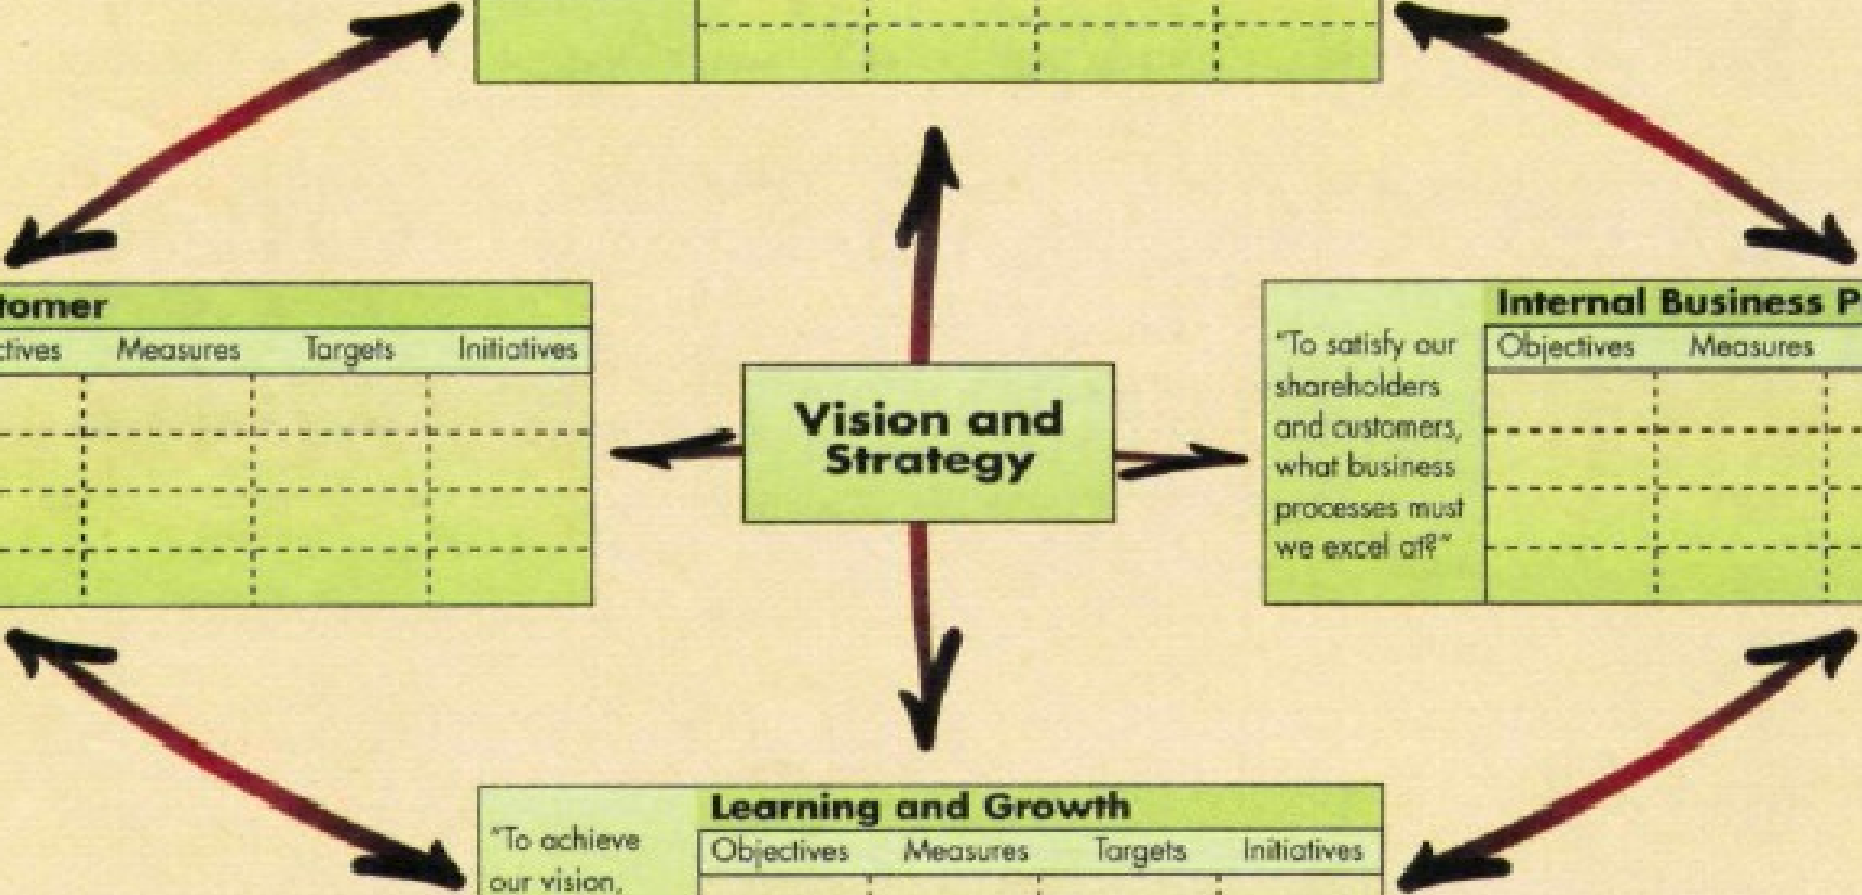 tomer
ctives Measures Targets Initiatives
Vision and
Strategy
Internal Business P
"To satisfy our
shareholders
and customers,
what business
processes must
we excel at?"
Objectives Measures
Learning and Growth
"To achieve
our vision,
Objectives Measures Targets Initiatives